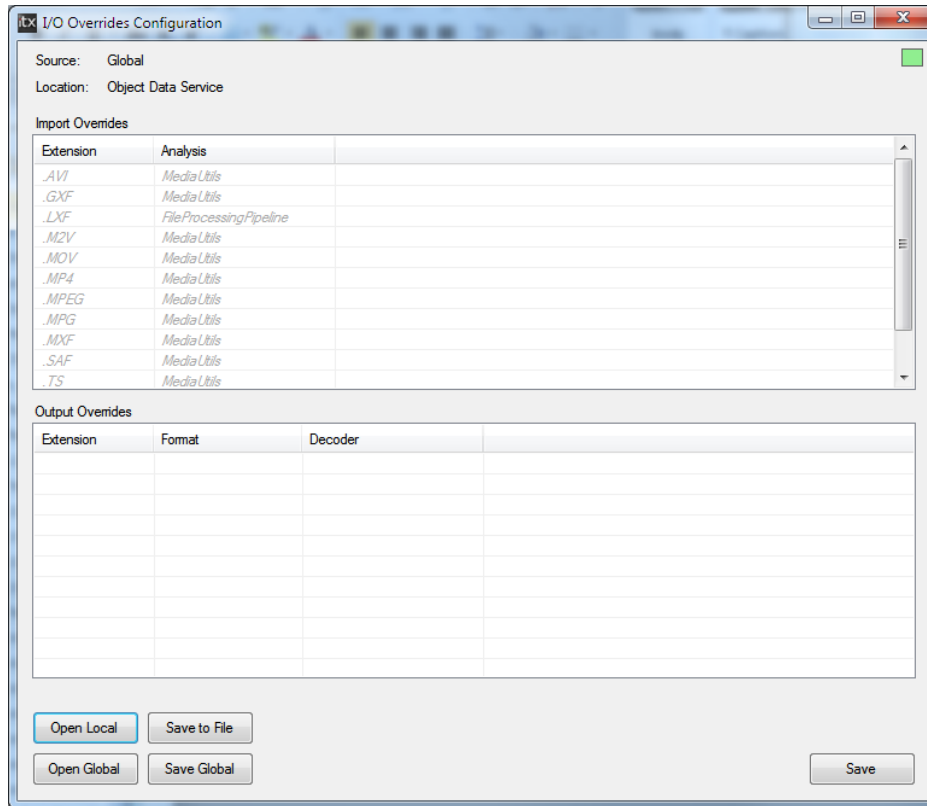 itx I/O Overrides Configuration
Source: Global
Location: Object Data Service
Import Overrides
Extension Analysis
.AVI MediaUtils
.GXF MediaUtils
.LXF FileProcessingPipeline
.M2V MediaUtils
.MOV MediaUtils
.MP4 MediaUtils
.MPEG MediaUtils
.MPG MediaUtils
.MXF MediaUtils
.SAF MediaUtils
.TS MediaUtils
Output Overrides
Extension Format Decoder
Open Local Save to File
Open Global Save Global Save